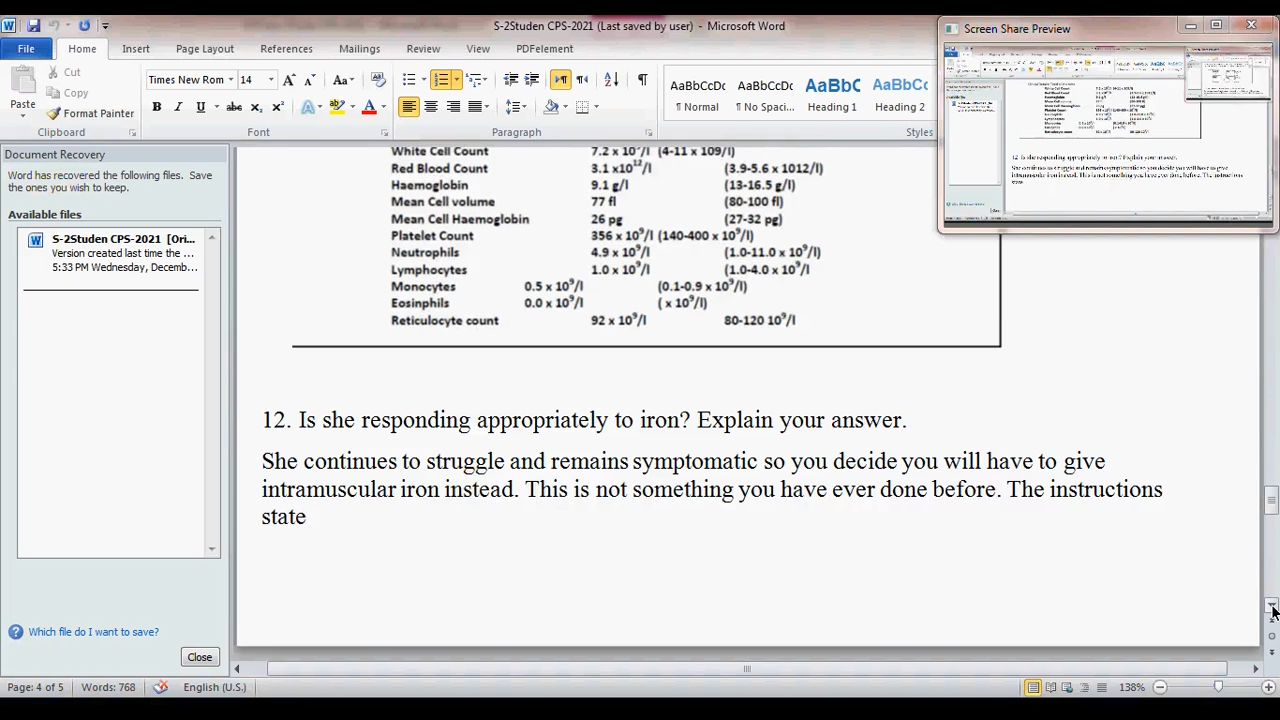 S-2Studen CPS-2021 (Last saved by user) - Microsoft Word
Screen Share Preview
File Home Insert Page Layout References Mailings Review View PDFelement
Cut
Copy
Format Painter
Paste
Clipboard
Times New Rom 14
Font
Paragraph
AaBbCcDc AaBbCcDc AaBbC AaBbCc
¶ Normal ¶ No Spaci... Heading 1 Heading 2
Styles
Document Recovery
Word has recovered the following files. Save
the ones you wish to keep.
Available files
S-2Studen CPS-2021 [Ori...
Version created last time the ...
5:33 PM Wednesday, Decemb...
Which file do I want to save?
Close
White Cell Count 7.2 x 10⁹/l (4-11 x 109/l)
Red Blood Count 3.1 x10¹²/l (3.9-5.6 x 1012/l)
Haemoglobin 9.1 g/l (13-16.5 g/l)
Mean Cell volume 77 fl (80-100 fl)
Mean Cell Haemoglobin 26 pg (27-32 pg)
Platelet Count 356 x 10⁹/l (140-400 x 10⁹/l)
Neutrophils 4.9 x 10⁹/l (1.0-11.0 x 10⁹/l)
Lymphocytes 1.0 x 10⁹/l (1.0-4.0 x 10⁹/l
Monocytes 0.5 x 10⁹/l (0.1-0.9 x 10⁹/l)
Eosinphils 0.0 x 10⁹/l ( x 10⁹/l)
Reticulocyte count 92 x 10⁹/l 80-120 10⁹/l
12. Is she responding appropriately to iron? Explain your answer.
She continues to struggle and remains symptomatic so you decide you will have to give
intramuscular iron instead. This is not something you have ever done before. The instructions
state
Page: 4 of 5 Words: 768 English (U.S.) 138%